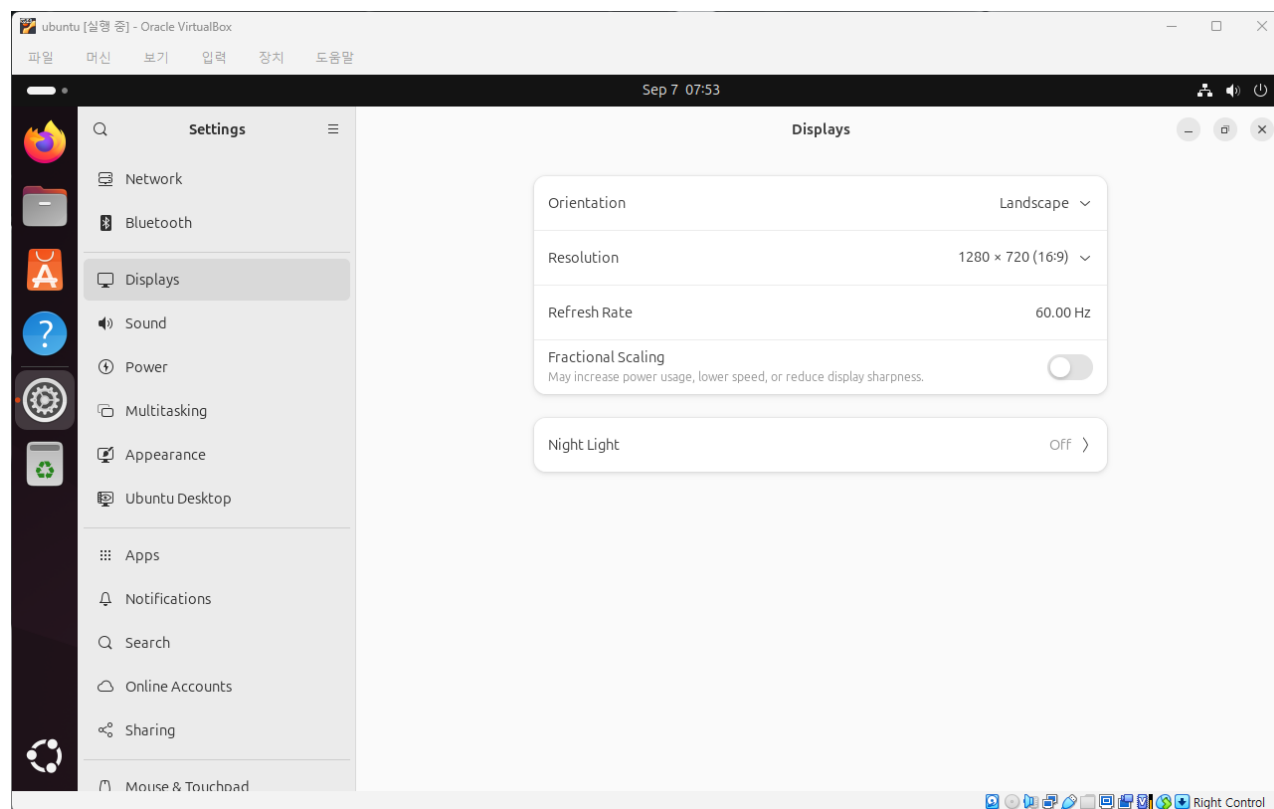 ubuntu [실행 중] - Oracle VirtualBox
파일 머신 보기 입력 장치 도움말
Sep 7 07:53
Settings
Displays
Network
Bluetooth
Displays
Sound
Power
Multitasking
Appearance
Ubuntu Desktop
Apps
Notifications
Search
Online Accounts
Sharing
Mouse & Touchpad
Orientation Landscape
Resolution 1280 × 720 (16:9)
Refresh Rate 60.00 Hz
Fractional Scaling
May increase power usage, lower speed, or reduce display sharpness.
Night Light Off
Right Control